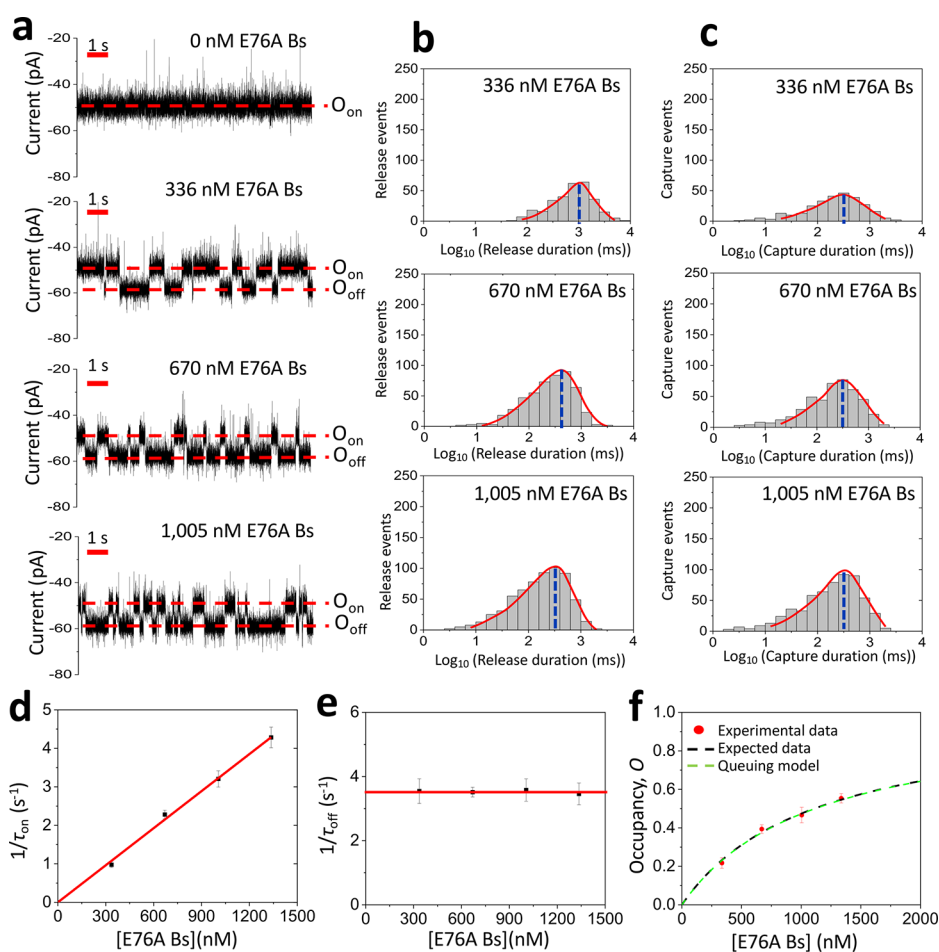 a
0 nM E76A Bs
1 s
Current (pA)
-20
-40
-60
-80
Oon
336 nM E76A Bs
1 s
Current (pA)
-20
-40
-60
-80
Oon
Ooff
670 nM E76A Bs
1 s
Current (pA)
-20
-40
-60
-80
Oon
Ooff
1,005 nM E76A Bs
1 s
Current (pA)
-20
-40
-60
-80
Oon
Ooff
b
336 nM E76A Bs
Release events
250
200
150
100
50
0
0 1 2 3 4
Log10 (Release duration (ms))
670 nM E76A Bs
Release events
250
200
150
100
50
0
0 1 2 3 4
Log10 (Release duration (ms))
1,005 nM E76A Bs
Release events
250
200
150
100
50
0
0 1 2 3 4
Log10 (Release duration (ms))
c
336 nM E76A Bs
Capture events
250
200
150
100
50
0
0 1 2 3 4
Log10 (Capture duration (ms))
670 nM E76A Bs
Capture events
250
200
150
100
50
0
0 1 2 3 4
Log10 (Capture duration (ms))
1,005 nM E76A Bs
Capture events
250
200
150
100
50
0
0 1 2 3 4
Log10 (Capture duration (ms))
d
1/τon (s-1)
5
4
3
2
1
0
0 300 600 900 1200 1500
[E76A Bs](nM)
e
1/τoff (s-1)
6
4
2
0
0 300 600 900 1200 1500
[E76A Bs](nM)
f
Occupancy, O
1.0
0.8
0.6
0.4
0.2
0.0
Experimental data
Expected data
Queuing model
0 500 1000 1500 2000
[E76A Bs] (nM)